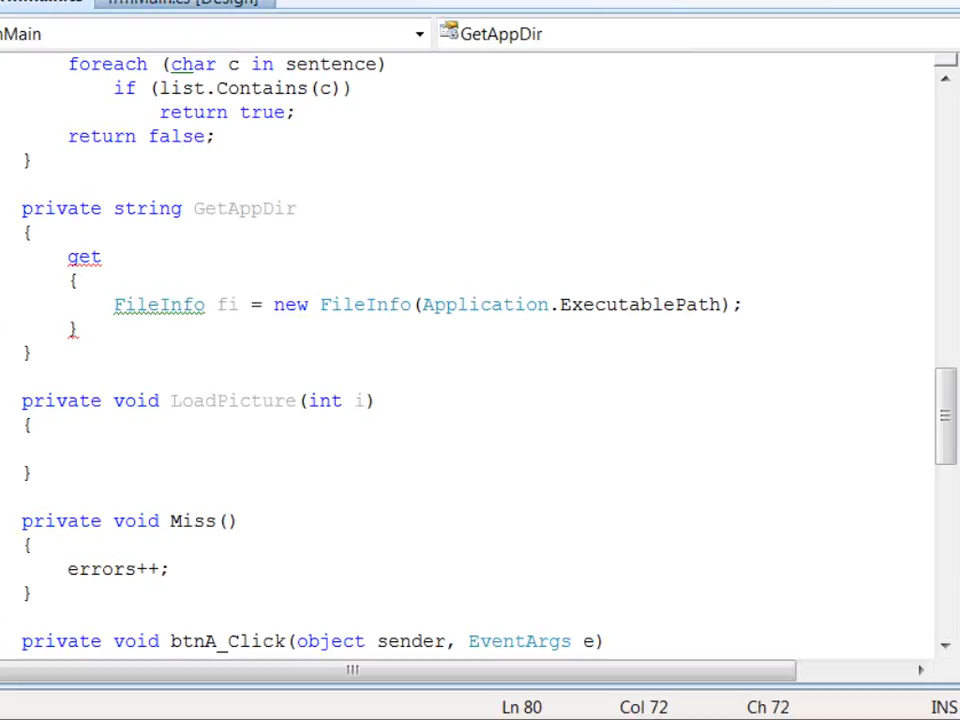 frmMain.cs [Design]
Main
GetAppDir
foreach (char c in sentence)
if (list.Contains(c))
return true;
return false;
}
private string GetAppDir
{
get
{
FileInfo fi = new FileInfo(Application.ExecutablePath);
}
}
private void LoadPicture(int i)
{
}
private void Miss()
{
errors++;
}
private void btnA_Click(object sender, EventArgs e)
Ln 80
Col 72
Ch 72
INS